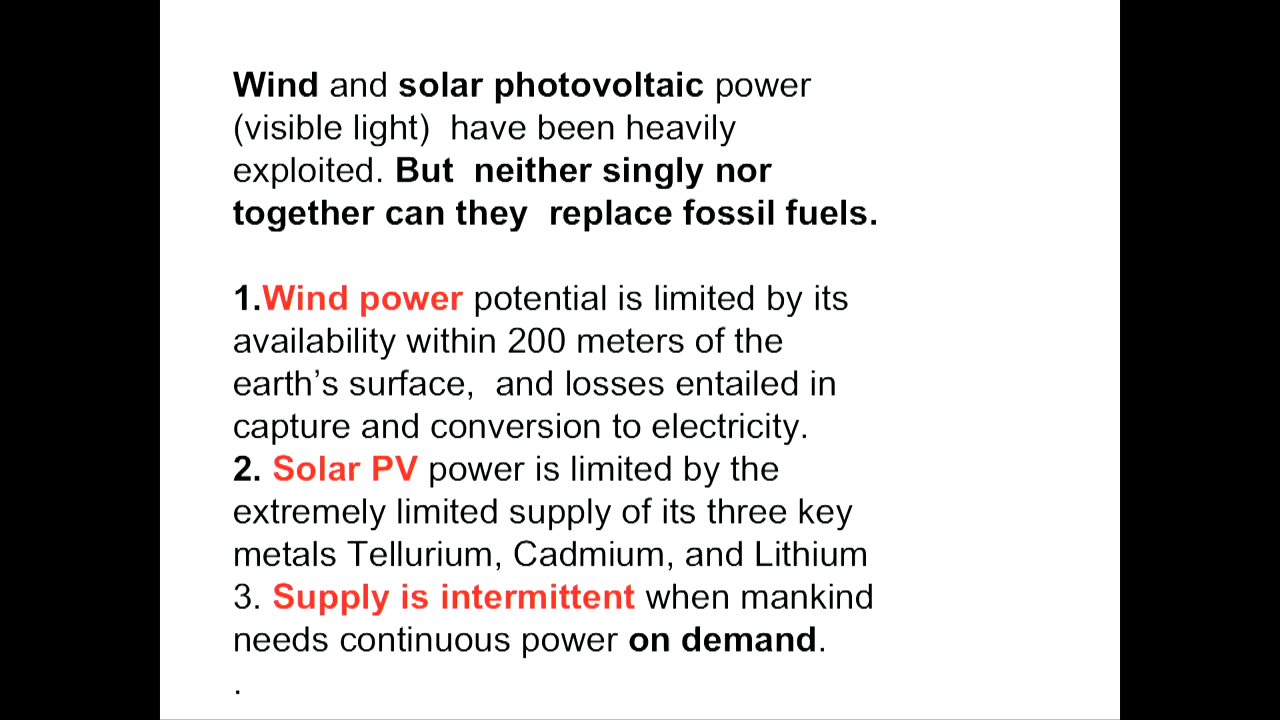 Wind and solar photovoltaic power
(visible light)  have been heavily
exploited. But  neither singly nor
together can they  replace fossil fuels.
1.Wind power potential is limited by its
availability within 200 meters of the
earth’s surface,  and losses entailed in
capture and conversion to electricity.
2. Solar PV power is limited by the
extremely limited supply of its three key
metals Tellurium, Cadmium, and Lithium
3. Supply is intermittent when mankind
needs continuous power on demand.
.